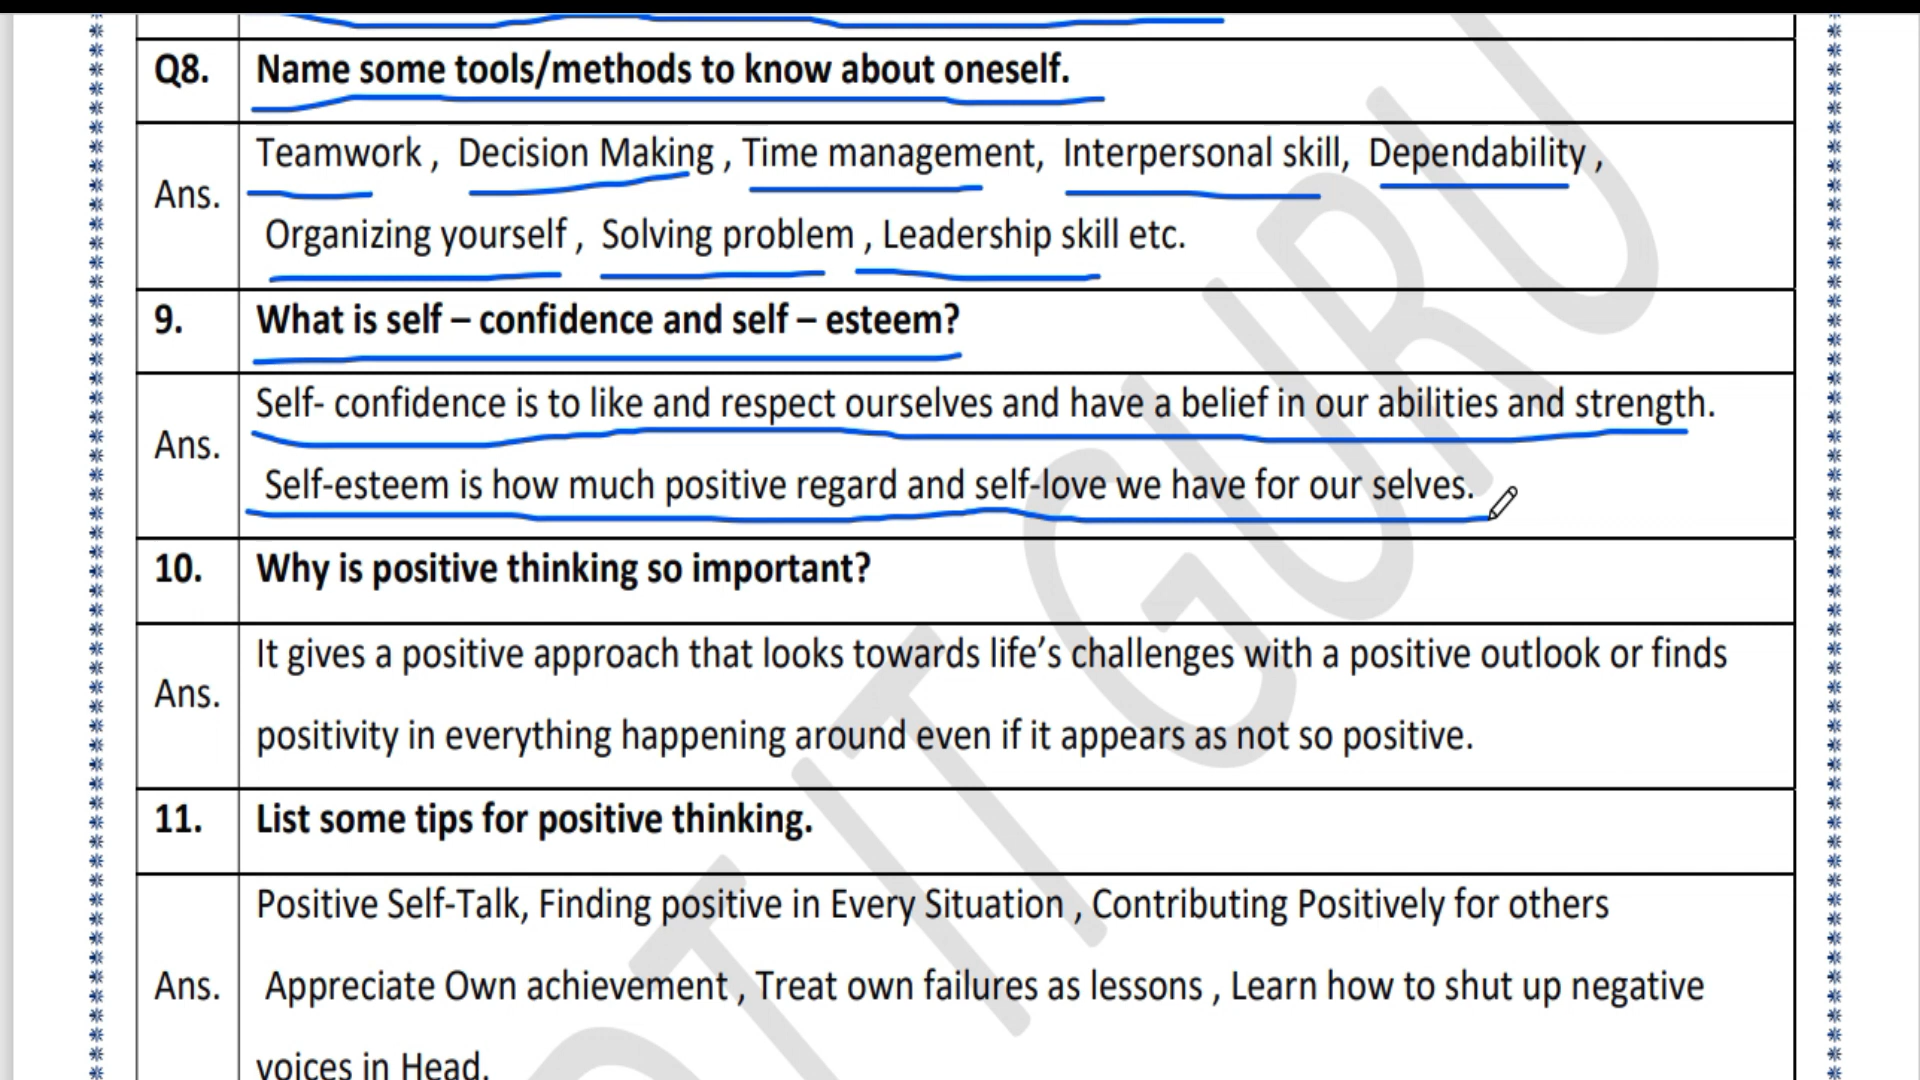 Q8. Name some tools/methods to know about oneself.
Ans. Teamwork , Decision Making , Time management, Interpersonal skill, Dependability ,
Organizing yourself , Solving problem , Leadership skill etc.
9. What is self – confidence and self – esteem?
Ans. Self- confidence is to like and respect ourselves and have a belief in our abilities and strength.
Self-esteem is how much positive regard and self-love we have for our selves.
10. Why is positive thinking so important?
Ans. It gives a positive approach that looks towards life’s challenges with a positive outlook or finds
positivity in everything happening around even if it appears as not so positive.
11. List some tips for positive thinking.
Ans. Positive Self-Talk, Finding positive in Every Situation , Contributing Positively for others
Appreciate Own achievement , Treat own failures as lessons , Learn how to shut up negative
voices in Head.
IT GURU